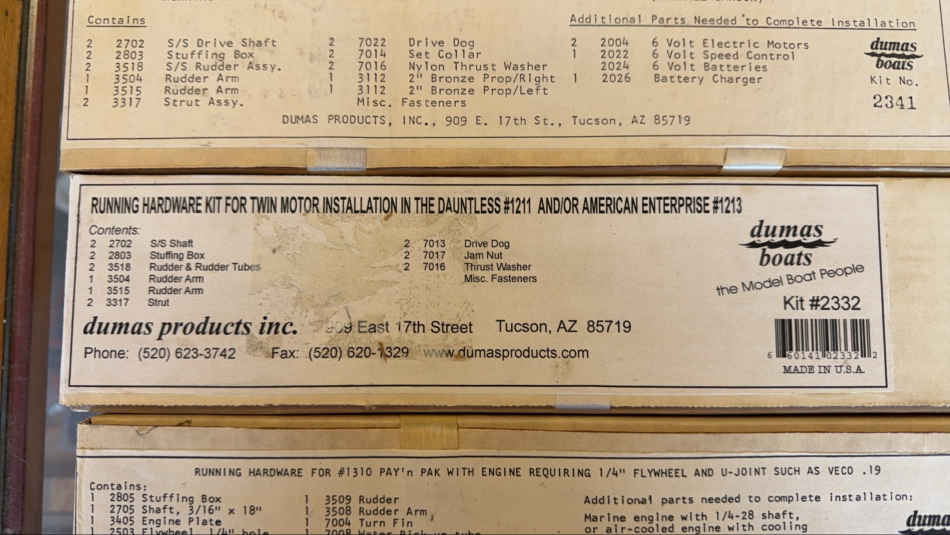 Contains
Additional Parts Needed to Complete Installation
2 2702 S/S Drive Shaft 2 7022 Drive Dog 2 2004 6 Volt Electric Motors
2 2803 Stuffing Box 2 7014 Set Collar 1 2022 6 Volt Speed Control
2 3518 S/S Rudder Assy. 2 7016 Nylon Thrust Washer 2024 6 Volt Batteries
1 3504 Rudder Arm 1 3112 2" Bronze Prop/Right 1 2026 Battery Charger
1 3515 Rudder Arm 1 3112 2" Bronze Prop/Left
2 3317 Strut Assy. Misc. Fasteners
dumas
boats
Kit No.
2341
DUMAS PRODUCTS, INC., 909 E. 17th St., Tucson, AZ 85719
RUNNING HARDWARE KIT FOR TWIN MOTOR INSTALLATION IN THE DAUNTLESS #1211 AND/OR AMERICAN ENTERPRISE #1213
Contents:
2 2702 S/S Shaft 2 7013 Drive Dog
2 2803 Stuffing Box 2 7017 Jam Nut
2 3518 Rudder & Rudder Tubes 2 7016 Thrust Washer
1 3504 Rudder Arm Misc. Fasteners
1 3515 Rudder Arm
2 3317 Strut
dumas
boats
the Model Boat People
Kit #2332
6 60141 02332 2
MADE IN U.S.A.
dumas products inc. 909 East 17th Street Tucson, AZ 85719
Phone: (520) 623-3742 Fax: (520) 620-1329 www.dumasproducts.com
RUNNING HARDWARE FOR #1310 PAY'n PAK WITH ENGINE REQUIRING 1/4" FLYWHEEL AND U-JOINT SUCH AS VECO .19
Contents:
1 2805 Stuffing Box 1 3509 Rudder
1 2705 Shaft, 3/16" x 18" 1 3508 Rudder Arm
1 3405 Engine Plate 1 7004 Turn Fin
1 2503 Flywheel, 1/4" hole
Additional parts needed to complete installation:
Marine engine with 1/4-28 shaft,
or air-cooled engine with cooling